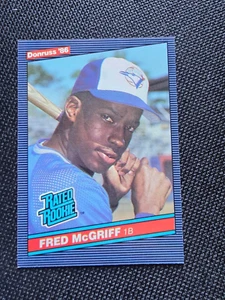 Donruss '86
RATED
ROOKIE
FRED McGRIFF 1B